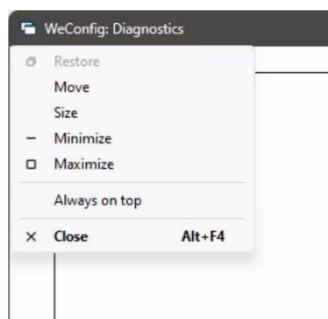 WeConfig: Diagnostics
Restore
Move
Size
Minimize
Maximize
Always on top
Close Alt+F4